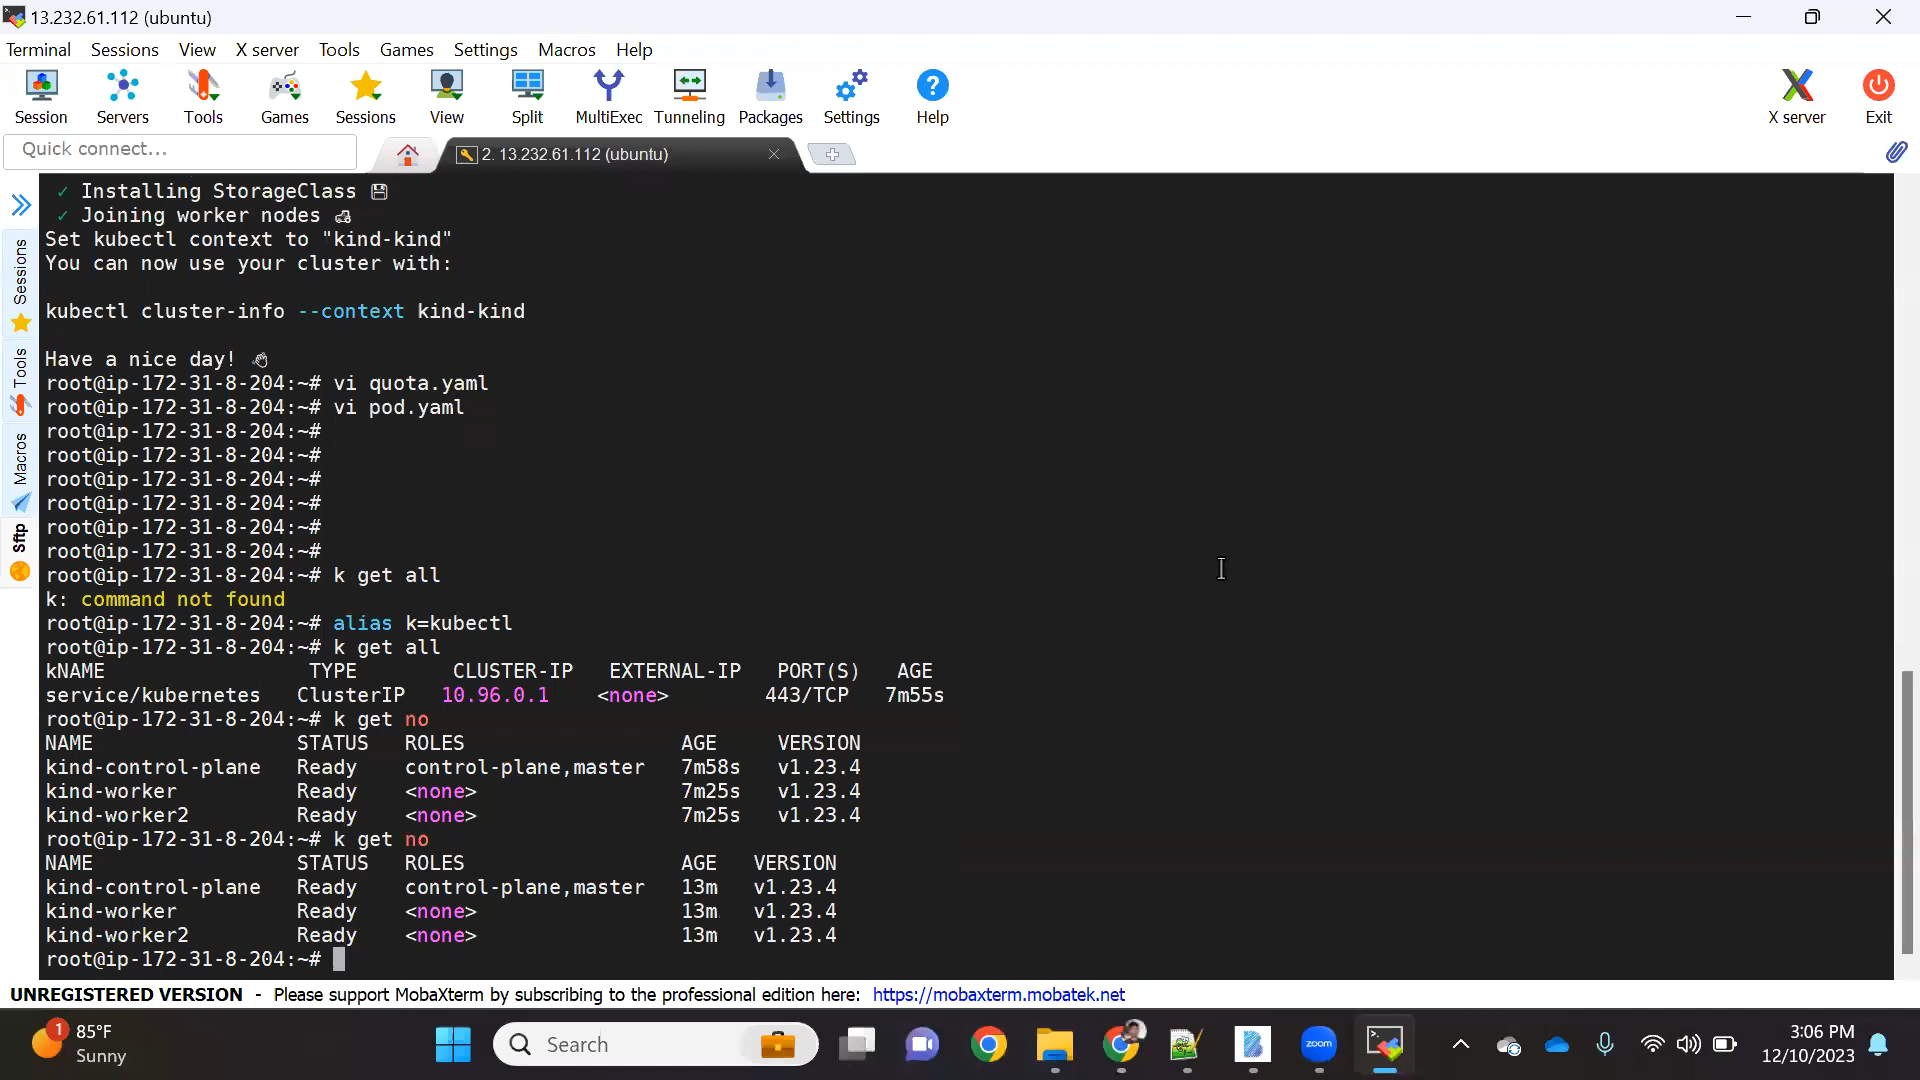 13.232.61.112 (ubuntu)
Terminal Sessions View X server Tools Games Settings Macros Help
Session Servers Tools Games Sessions View Split MultiExec Tunneling Packages Settings Help X server Exit
Quick connect...
2. 13.232.61.112 (ubuntu)
Sessions
Tools
Macros
Sftp
✓ Installing StorageClass 💾
✓ Joining worker nodes 🚜
Set kubectl context to "kind-kind"
You can now use your cluster with:
kubectl cluster-info --context kind-kind
Have a nice day! 👋
root@ip-172-31-8-204:~# vi quota.yaml
root@ip-172-31-8-204:~# vi pod.yaml
root@ip-172-31-8-204:~#
root@ip-172-31-8-204:~#
root@ip-172-31-8-204:~#
root@ip-172-31-8-204:~#
root@ip-172-31-8-204:~#
root@ip-172-31-8-204:~#
root@ip-172-31-8-204:~# k get all
k: command not found
root@ip-172-31-8-204:~# alias k=kubectl
root@ip-172-31-8-204:~# k get all
kNAME TYPE CLUSTER-IP EXTERNAL-IP PORT(S) AGE
service/kubernetes ClusterIP 10.96.0.1 <none> 443/TCP 7m55s
root@ip-172-31-8-204:~# k get no
NAME STATUS ROLES AGE VERSION
kind-control-plane Ready control-plane,master 7m58s v1.23.4
kind-worker Ready <none> 7m25s v1.23.4
kind-worker2 Ready <none> 7m25s v1.23.4
root@ip-172-31-8-204:~# k get no
NAME STATUS ROLES AGE VERSION
kind-control-plane Ready control-plane,master 13m v1.23.4
kind-worker Ready <none> 13m v1.23.4
kind-worker2 Ready <none> 13m v1.23.4
root@ip-172-31-8-204:~#
UNREGISTERED VERSION - Please support MobaXterm by subscribing to the professional edition here: https://mobaxterm.mobatek.net
1
85°F
Sunny
Search
zoom
3:06 PM
12/10/2023